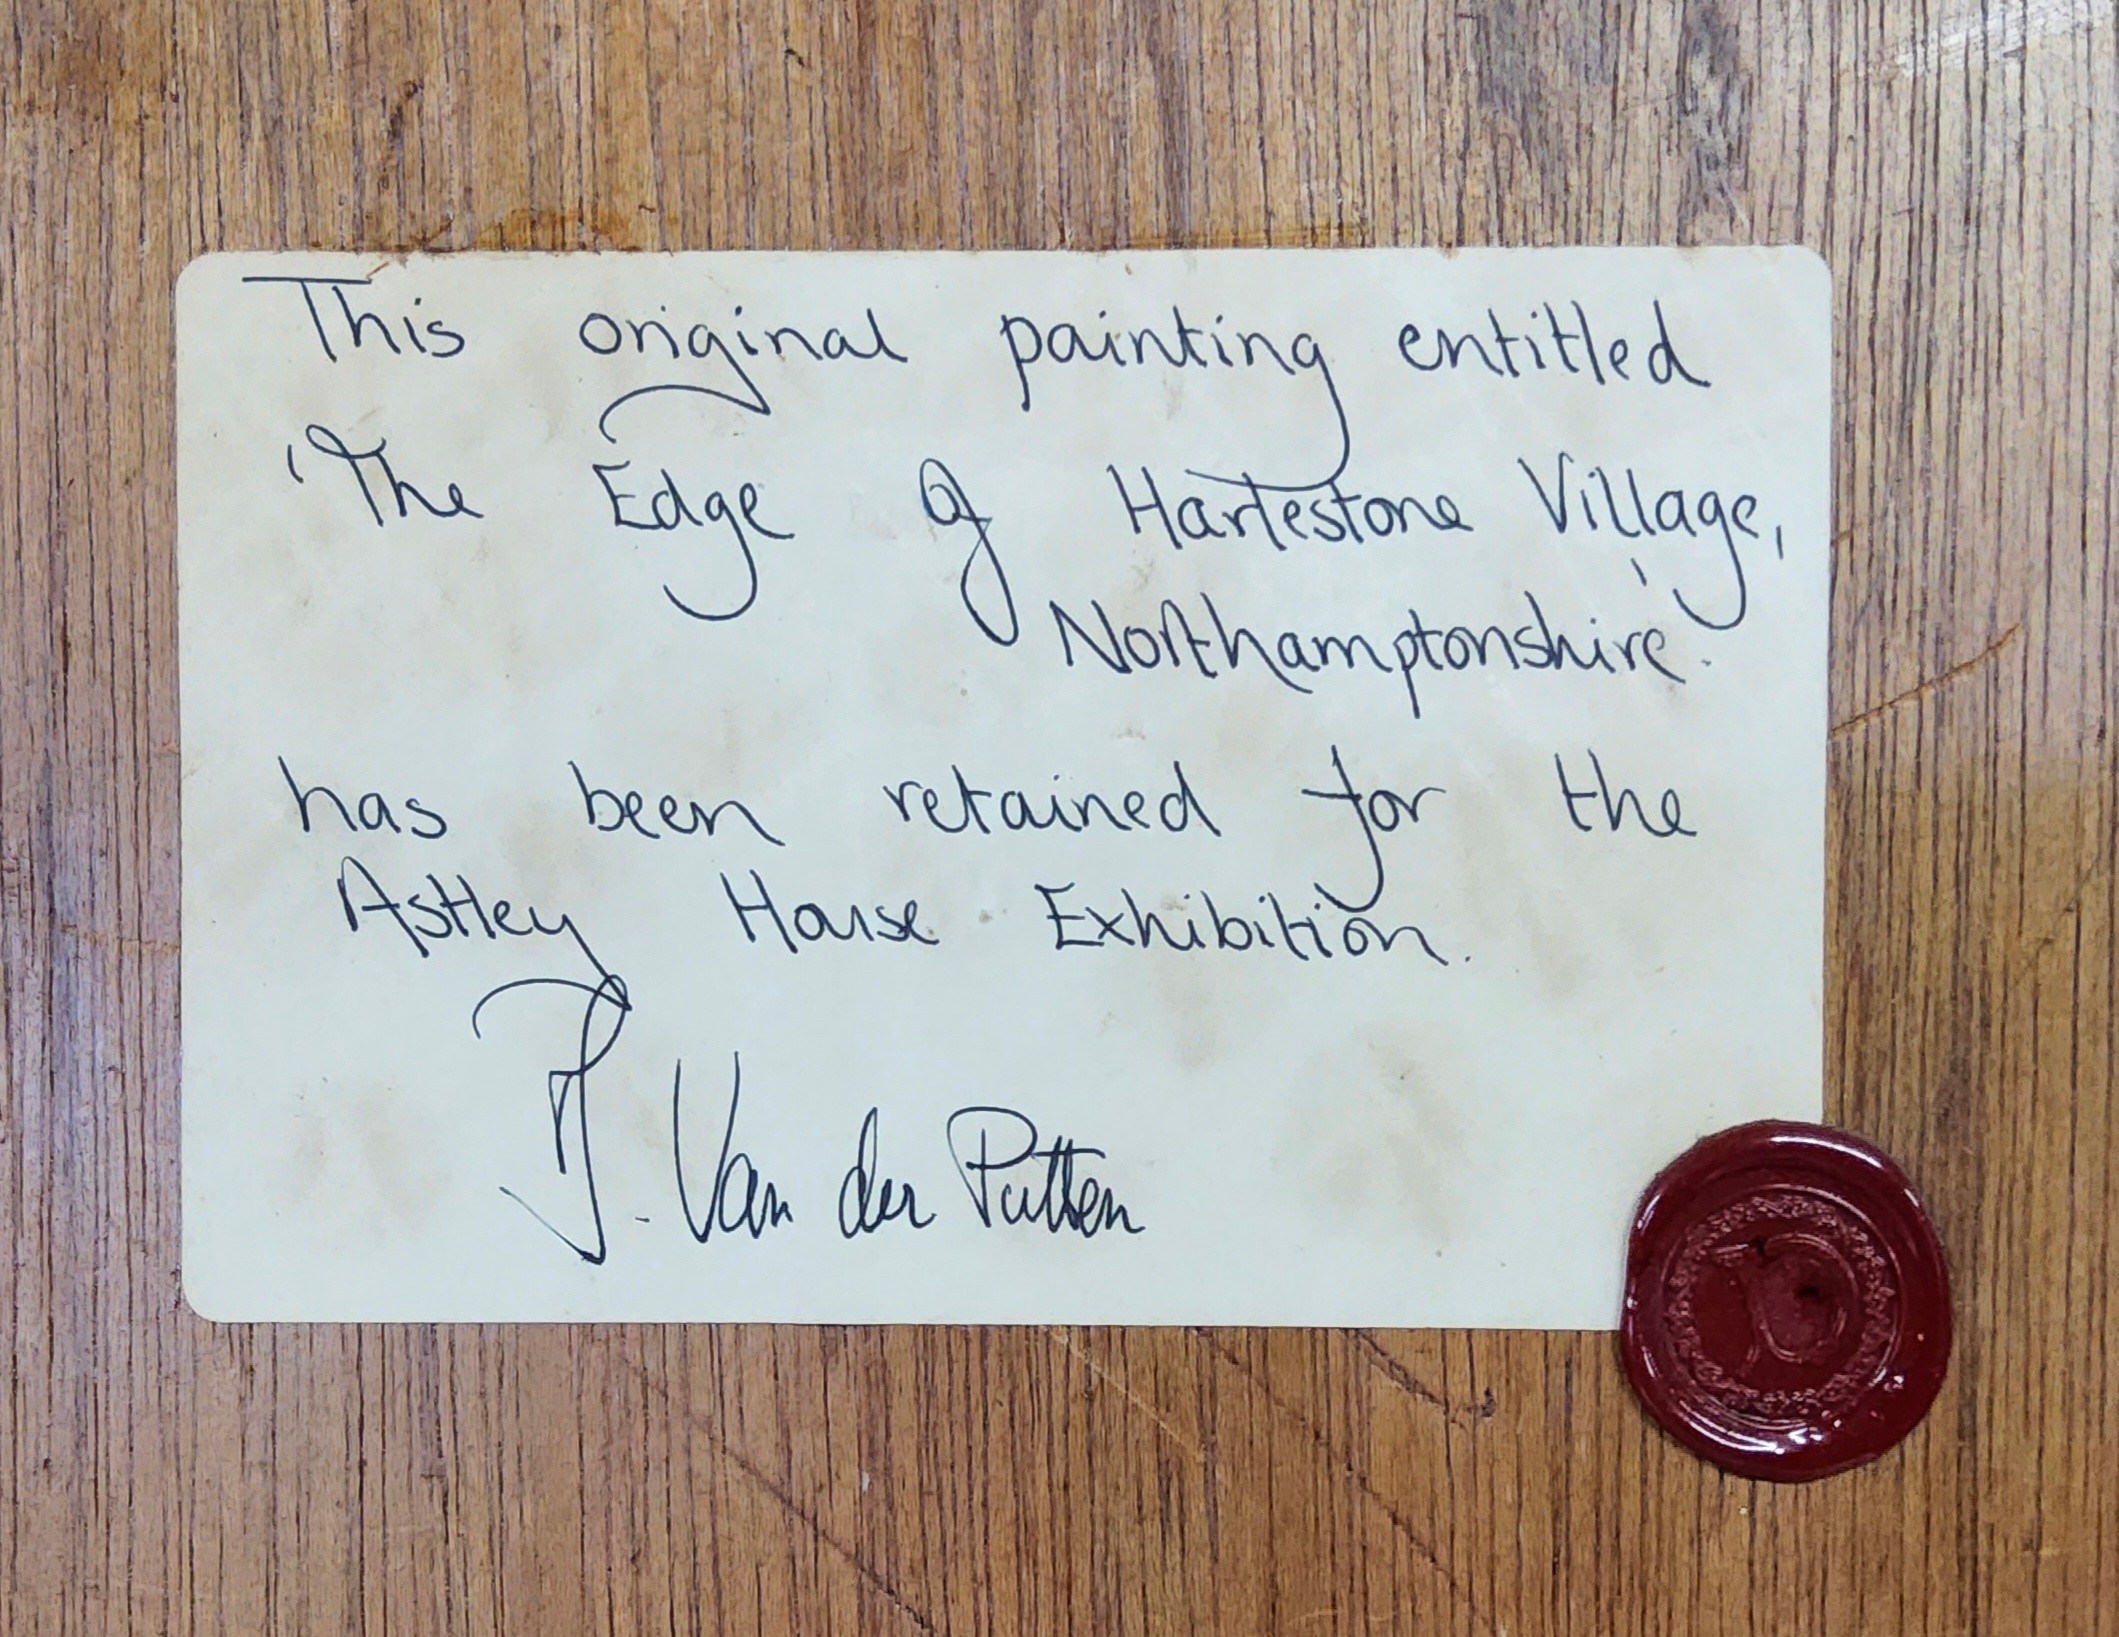 This original painting entitled
'The Edge of Harlestone Village,
Northamptonshire'.
has been retained for the
Astley House Exhibition.
J. Van der Putten